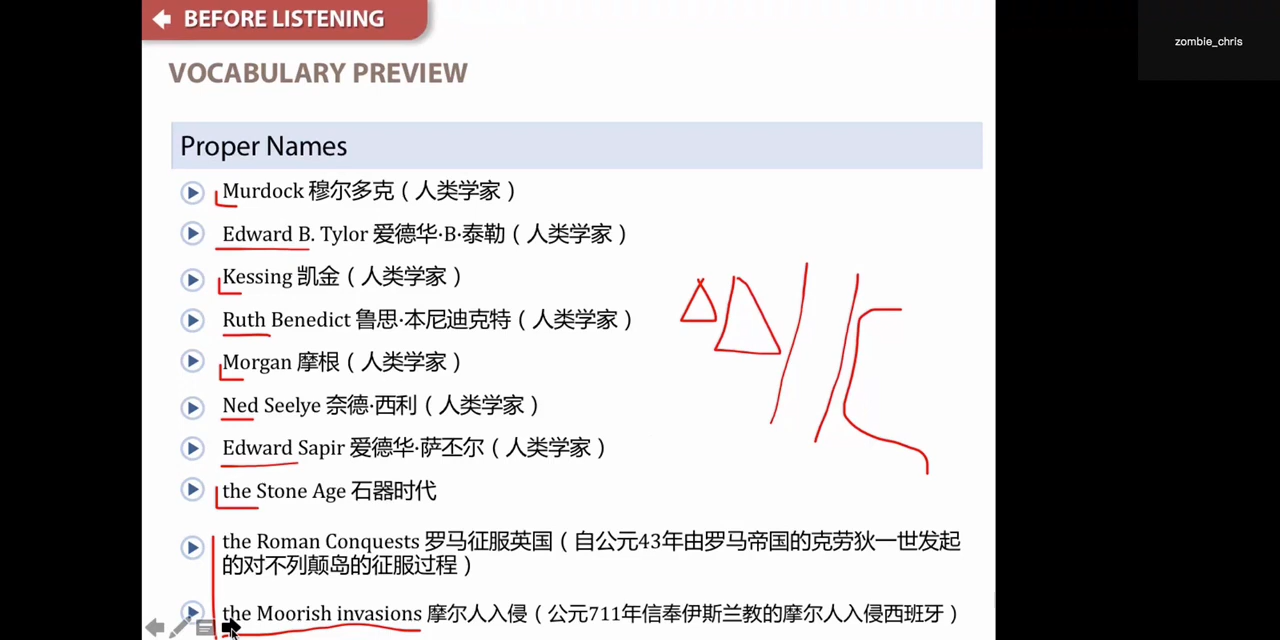 BEFORE LISTENING
zombie_chris
VOCABULARY PREVIEW
Proper Names
Murdock 穆尔多克（人类学家）
Edward B. Tylor 爱德华·B·泰勒（人类学家）
Kessing 凯金（人类学家）
Ruth Benedict 鲁思·本尼迪克特（人类学家）
Morgan 摩根（人类学家）
Ned Seelye 奈德·西利（人类学家）
Edward Sapir 爱德华·萨丕尔（人类学家）
the Stone Age 石器时代
the Roman Conquests 罗马征服英国（自公元43年由罗马帝国的克劳狄一世发起
的对不列颠岛的征服过程）
the Moorish invasions 摩尔人入侵（公元711年信奉伊斯兰教的摩尔人入侵西班牙）